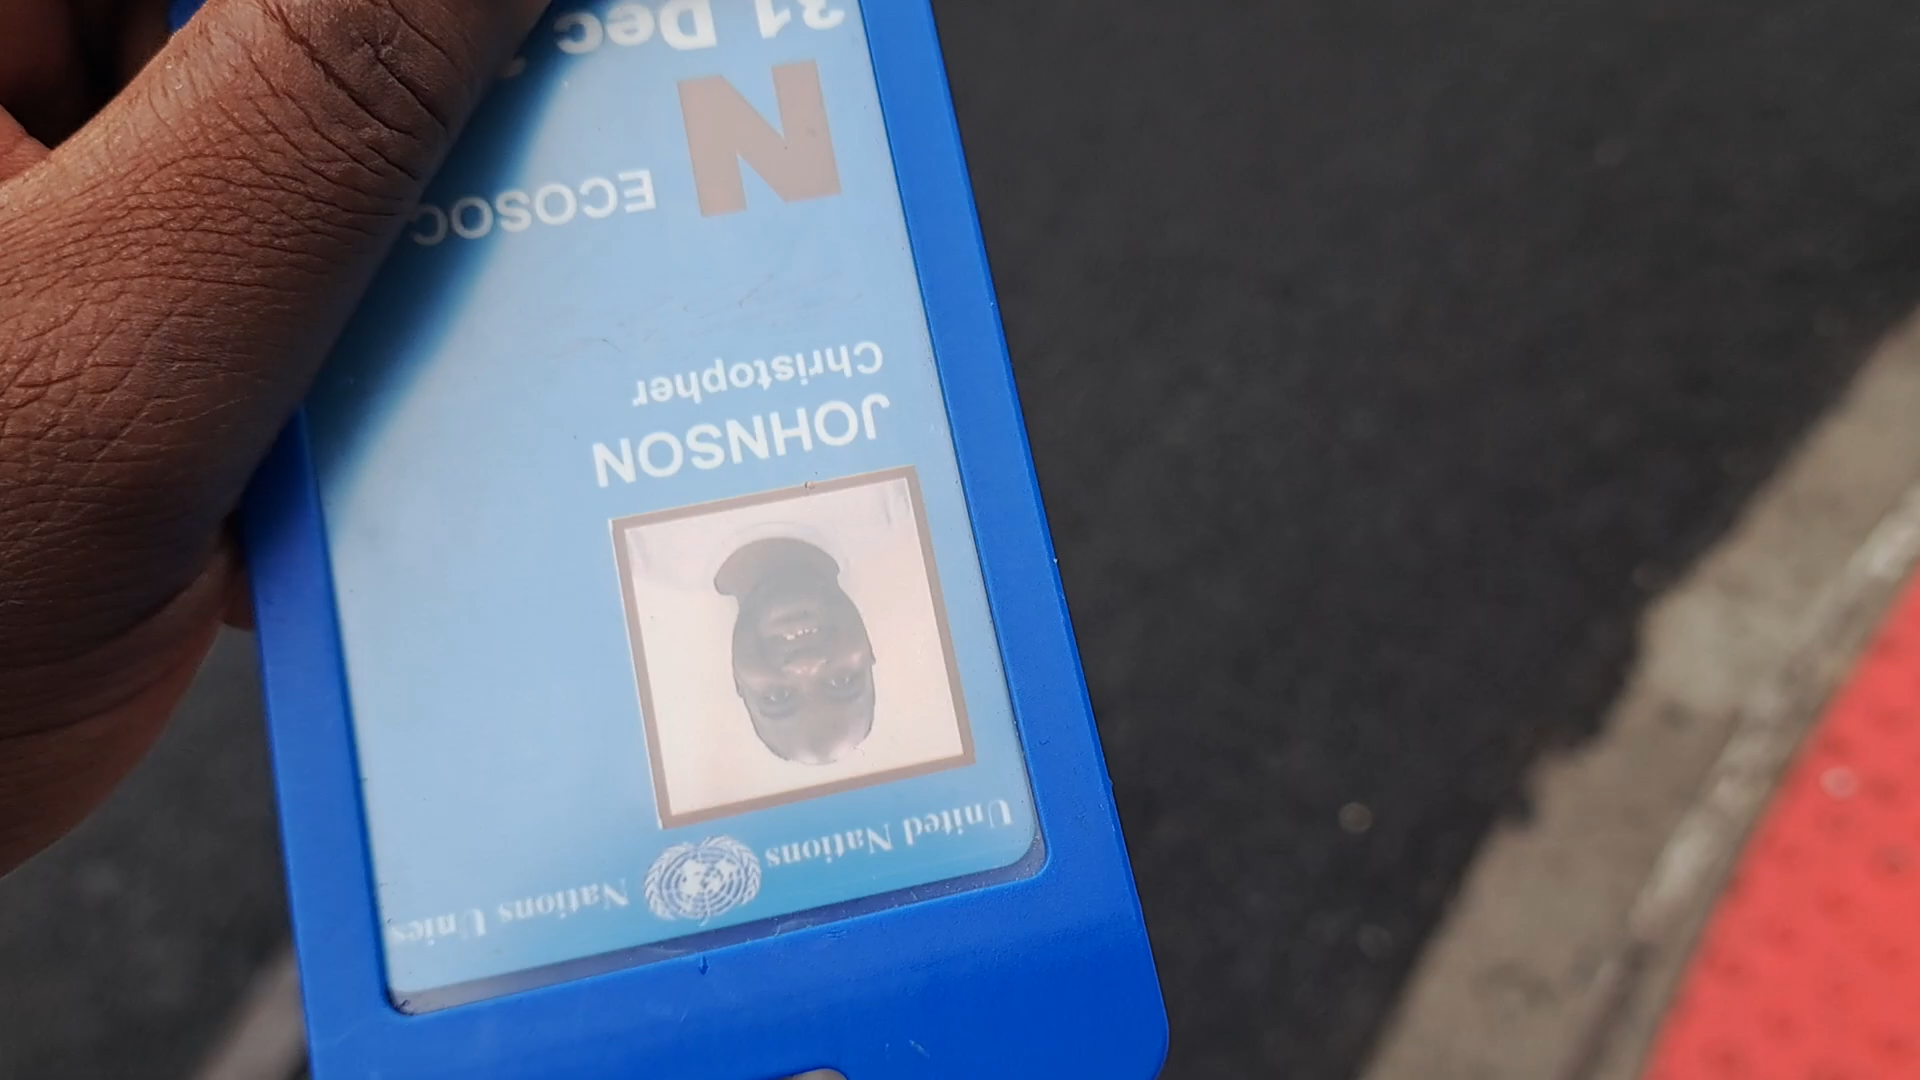 United Nations Nations Unies
JOHNSON
Christopher
N ECOSOC
31 Dec